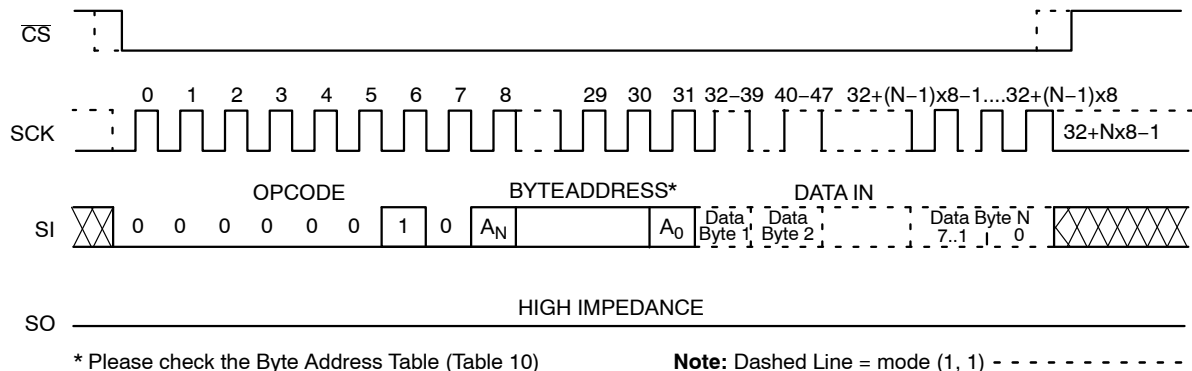 CS
0 1 2 3 4 5 6 7 8 29 30 31 32–39 40–47 32+(N–1)x8–1....32+(N–1)x8
SCK
32+Nx8–1
OPCODE BYTEADDRESS* DATA IN
SI 0 0 0 0 0 0 1 0 AN A0 Data Byte 1 Data Byte 2 Data Byte N 7..1 0
HIGH IMPEDANCE
SO
* Please check the Byte Address Table (Table 10) Note: Dashed Line = mode (1, 1)